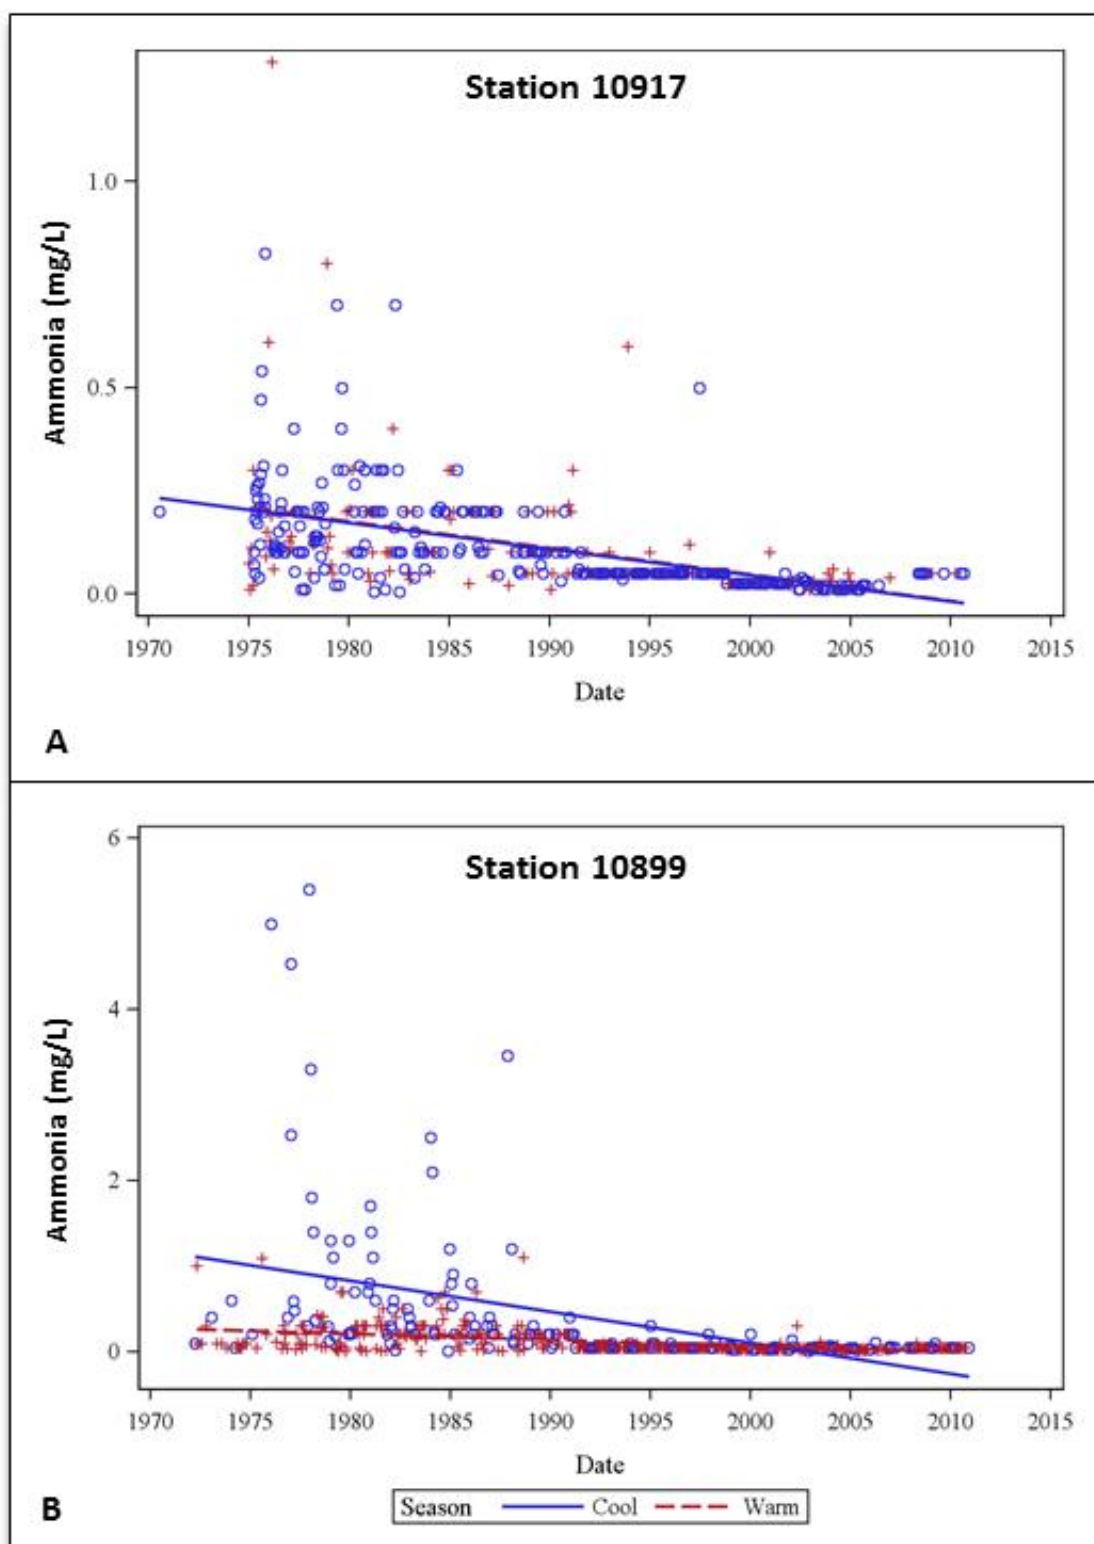 Station 10917
Ammonia (mg/L)
1.0
0.5
0.0
1970 1975 1980 1985 1990 1995 2000 2005 2010 2015
Date
A
Station 10899
Ammonia (mg/L)
6
4
2
0
1970 1975 1980 1985 1990 1995 2000 2005 2010 2015
Date
B
Season Cool Warm